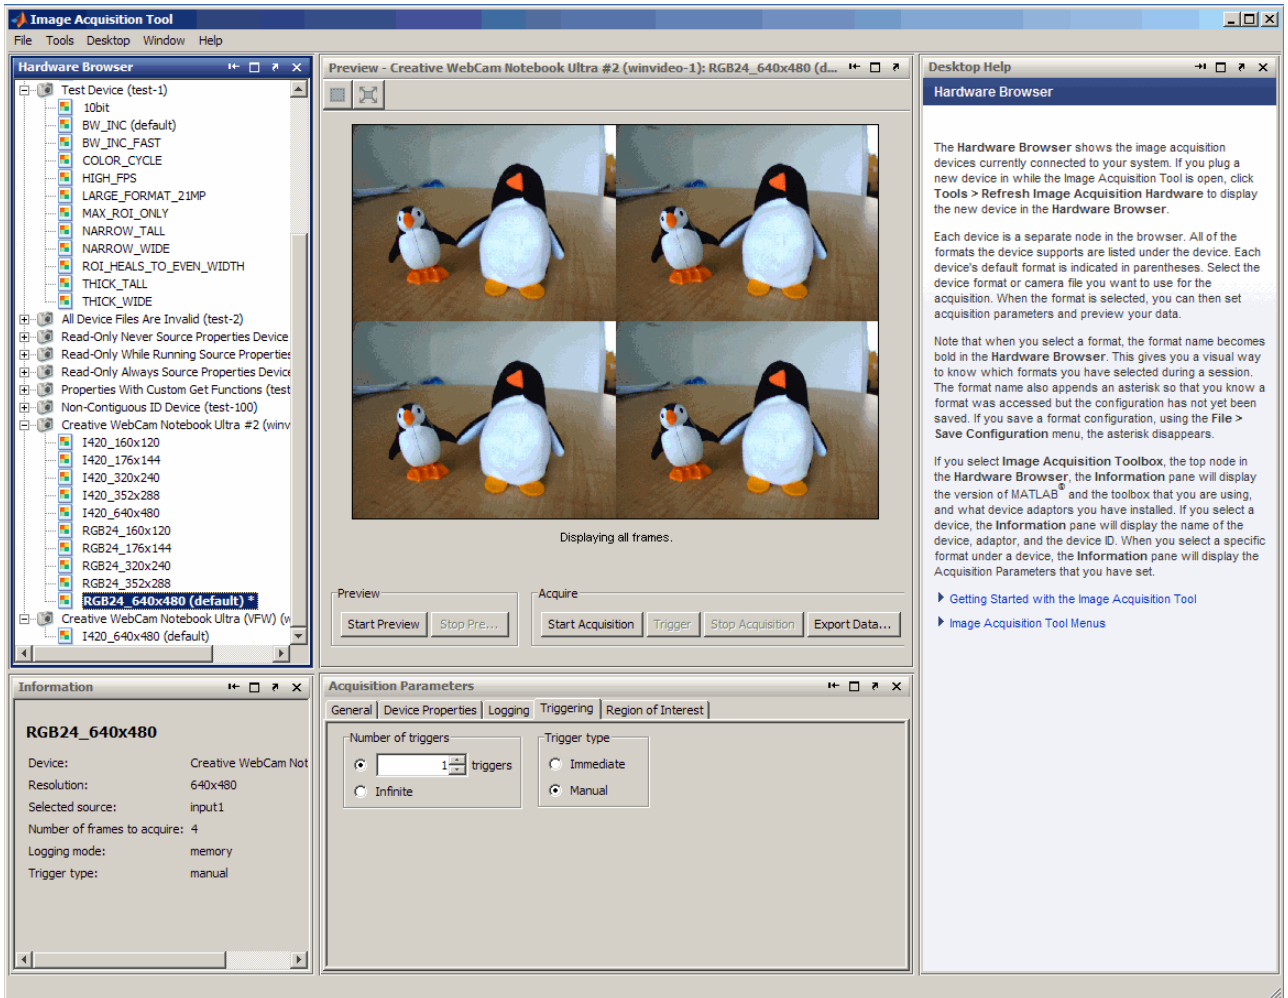 Image Acquisition Tool
File Tools Desktop Window Help
Hardware Browser
Test Device (test-1)
10bit
BW_INC (default)
BW_INC_FAST
COLOR_CYCLE
HIGH_FPS
LARGE_FORMAT_21MP
MAX_ROI_ONLY
NARROW_TALL
NARROW_WIDE
ROI_HEALS_TO_EVEN_WIDTH
THICK_TALL
THICK_WIDE
All Device Files Are Invalid (test-2)
Read-Only Never Source Properties Device
Read-Only While Running Source Properties
Read-Only Always Source Properties Device
Properties With Custom Get Functions (test
Non-Contiguous ID Device (test-100)
Creative WebCam Notebook Ultra #2 (winv
I420_160x120
I420_176x144
I420_320x240
I420_352x288
I420_640x480
RGB24_160x120
RGB24_176x144
RGB24_320x240
RGB24_352x288
RGB24_640x480 (default) *
Creative WebCam Notebook Ultra (VFW) (w
I420_640x480 (default)
Preview - Creative WebCam Notebook Ultra #2 (winvideo-1): RGB24_640x480 (d...
Displaying all frames.
Preview
Start Preview Stop Pre...
Acquire
Start Acquisition Trigger Stop Acquisition Export Data...
Desktop Help
Hardware Browser
The Hardware Browser shows the image acquisition
devices currently connected to your system. If you plug a
new device in while the Image Acquisition Tool is open, click
Tools > Refresh Image Acquisition Hardware to display
the new device in the Hardware Browser.
Each device is a separate node in the browser. All of the
formats the device supports are listed under the device. Each
device's default format is indicated in parentheses. Select the
device format or camera file you want to use for the
acquisition. When the format is selected, you can then set
acquisition parameters and preview your data.
Note that when you select a format, the format name becomes
bold in the Hardware Browser. This gives you a visual way
to know which formats you have selected during a session.
The format name also appends an asterisk so that you know a
format was accessed but the configuration has not yet been
saved. If you save a format configuration, using the File >
Save Configuration menu, the asterisk disappears.
If you select Image Acquisition Toolbox, the top node in
the Hardware Browser, the Information pane will display
the version of MATLAB® and the toolbox that you are using,
and what device adaptors you have installed. If you select a
device, the Information pane will display the name of the
device, adaptor, and the device ID. When you select a specific
format under a device, the Information pane will display the
Acquisition Parameters that you have set.
Getting Started with the Image Acquisition Tool
Image Acquisition Tool Menus
Information
RGB24_640x480
Device: Creative WebCam Not
Resolution: 640x480
Selected source: input1
Number of frames to acquire: 4
Logging mode: memory
Trigger type: manual
Acquisition Parameters
General Device Properties Logging Triggering Region of Interest
Number of triggers
1 triggers
Infinite
Trigger type
Immediate
Manual